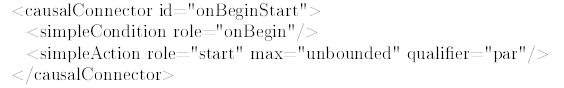 <causalConnector id="onBeginStart">
<simpleCondition role="onBegin"/>
<simpleAction role="start" max="unbounded" qualifier="par"/>
</causalConnector>